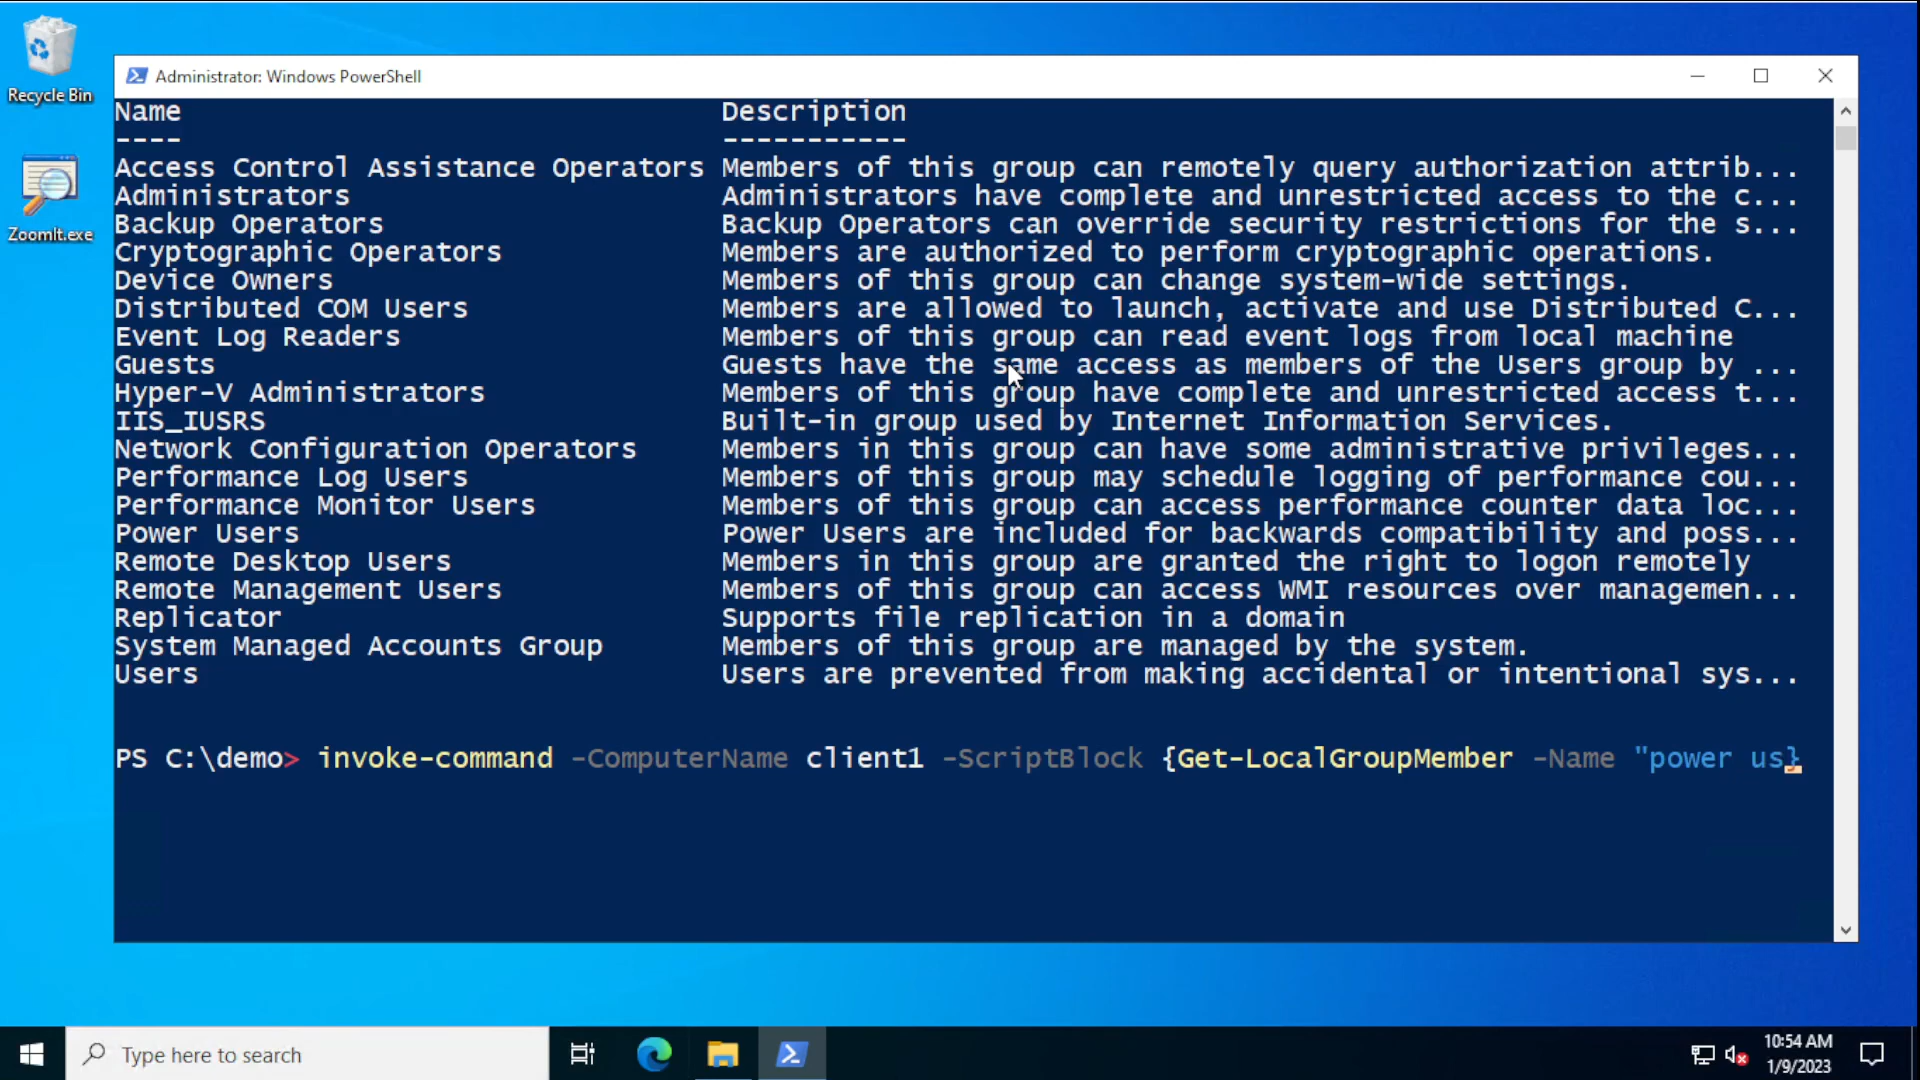 Recycle Bin
ZoomIt.exe
Administrator: Windows PowerShell
Name Description
---- -----------
Access Control Assistance Operators Members of this group can remotely query authorization attrib...
Administrators Administrators have complete and unrestricted access to the c...
Backup Operators Backup Operators can override security restrictions for the s...
Cryptographic Operators Members are authorized to perform cryptographic operations.
Device Owners Members of this group can change system-wide settings.
Distributed COM Users Members are allowed to launch, activate and use Distributed C...
Event Log Readers Members of this group can read event logs from local machine
Guests Guests have the same access as members of the Users group by ...
Hyper-V Administrators Members of this group have complete and unrestricted access t...
IIS_IUSRS Built-in group used by Internet Information Services.
Network Configuration Operators Members in this group can have some administrative privileges...
Performance Log Users Members of this group may schedule logging of performance cou...
Performance Monitor Users Members of this group can access performance counter data loc...
Power Users Power Users are included for backwards compatibility and poss...
Remote Desktop Users Members in this group are granted the right to logon remotely
Remote Management Users Members of this group can access WMI resources over managemen...
Replicator Supports file replication in a domain
System Managed Accounts Group Members of this group are managed by the system.
Users Users are prevented from making accidental or intentional sys...
PS C:\demo> invoke-command -ComputerName client1 -ScriptBlock {Get-LocalGroupMember -Name "power us}
Type here to search
10:54 AM
1/9/2023